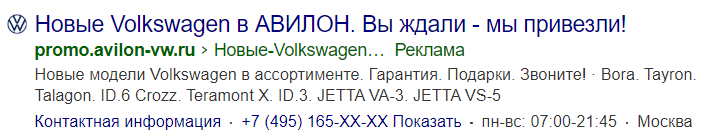 Новые Volkswagen в АВИЛОН. Вы ждали - мы привезли!
promo.avilon-vw.ru › Новые-Volkswagen… Реклама
Новые модели Volkswagen в ассортименте. Гарантия. Подарки. Звоните! · Bora. Tayron.
Talagon. ID.6 Crozz. Teramont X. ID.3. JETTA VA-3. JETTA VS-5
Контактная информация · +7 (495) 165-XX-XX Показать · пн-вс: 07:00-21:45 · Москва